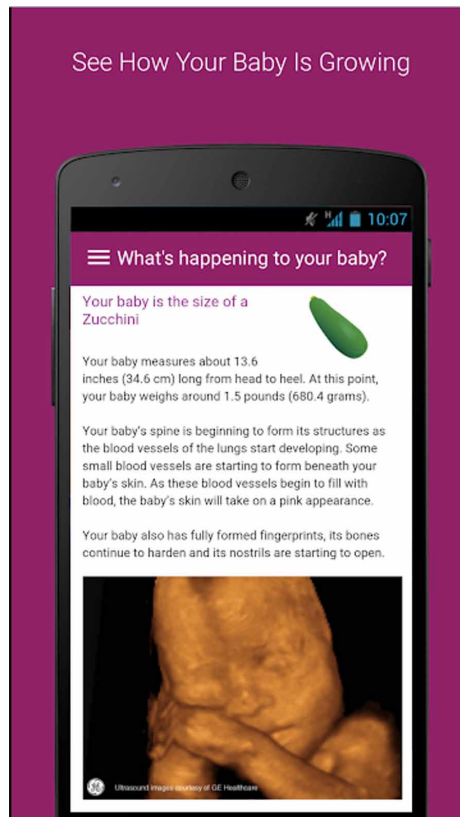 See How Your Baby Is Growing
H 10:07
What's happening to your baby?
Your baby is the size of a
Zucchini
Your baby measures about 13.6
inches (34.6 cm) long from head to heel. At this point,
your baby weighs around 1.5 pounds (680.4 grams).
Your baby's spine is beginning to form its structures as
the blood vessels of the lungs start developing. Some
small blood vessels are starting to form beneath your
baby's skin. As these blood vessels begin to fill with
blood, the baby's skin will take on a pink appearance.
Your baby also has fully formed fingerprints, its bones
continue to harden and its nostrils are starting to open.
Ultrasound images courtesy of GE Healthcare